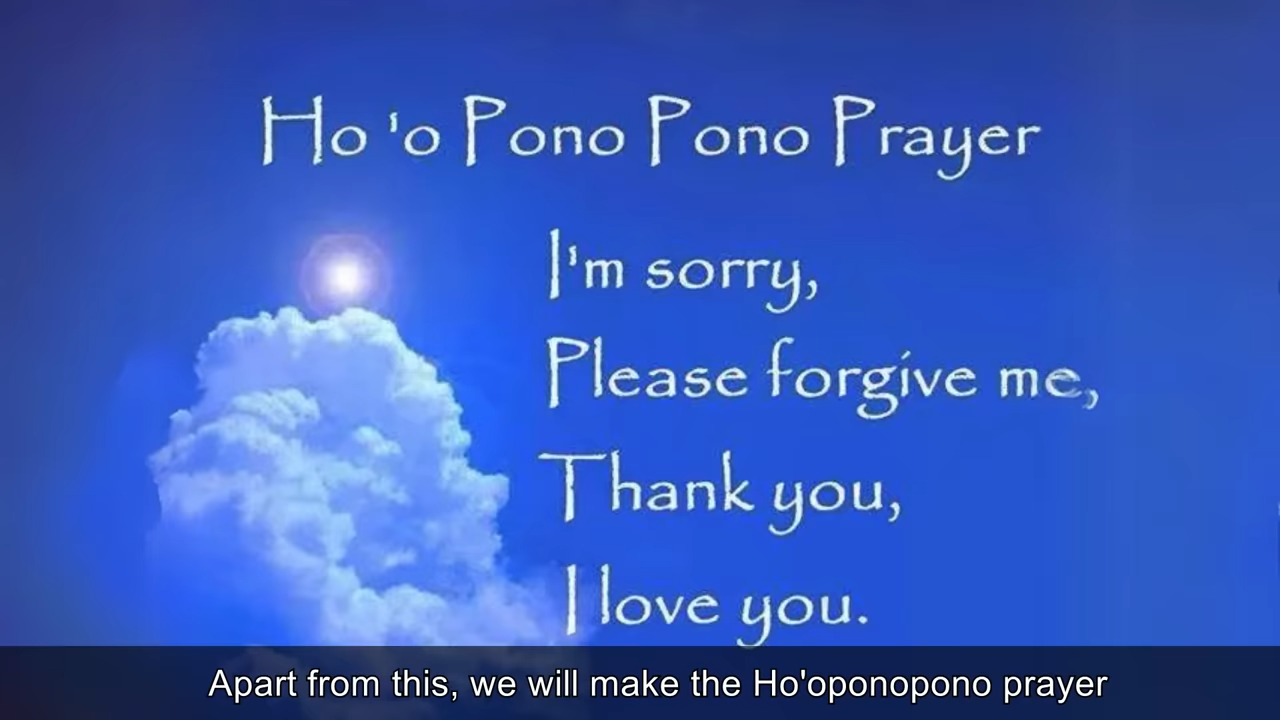 Ho 'o Pono Pono Prayer
I'm sorry,
Please forgive me,
Thank you,
I love you.
Apart from this, we will make the Ho'oponopono prayer